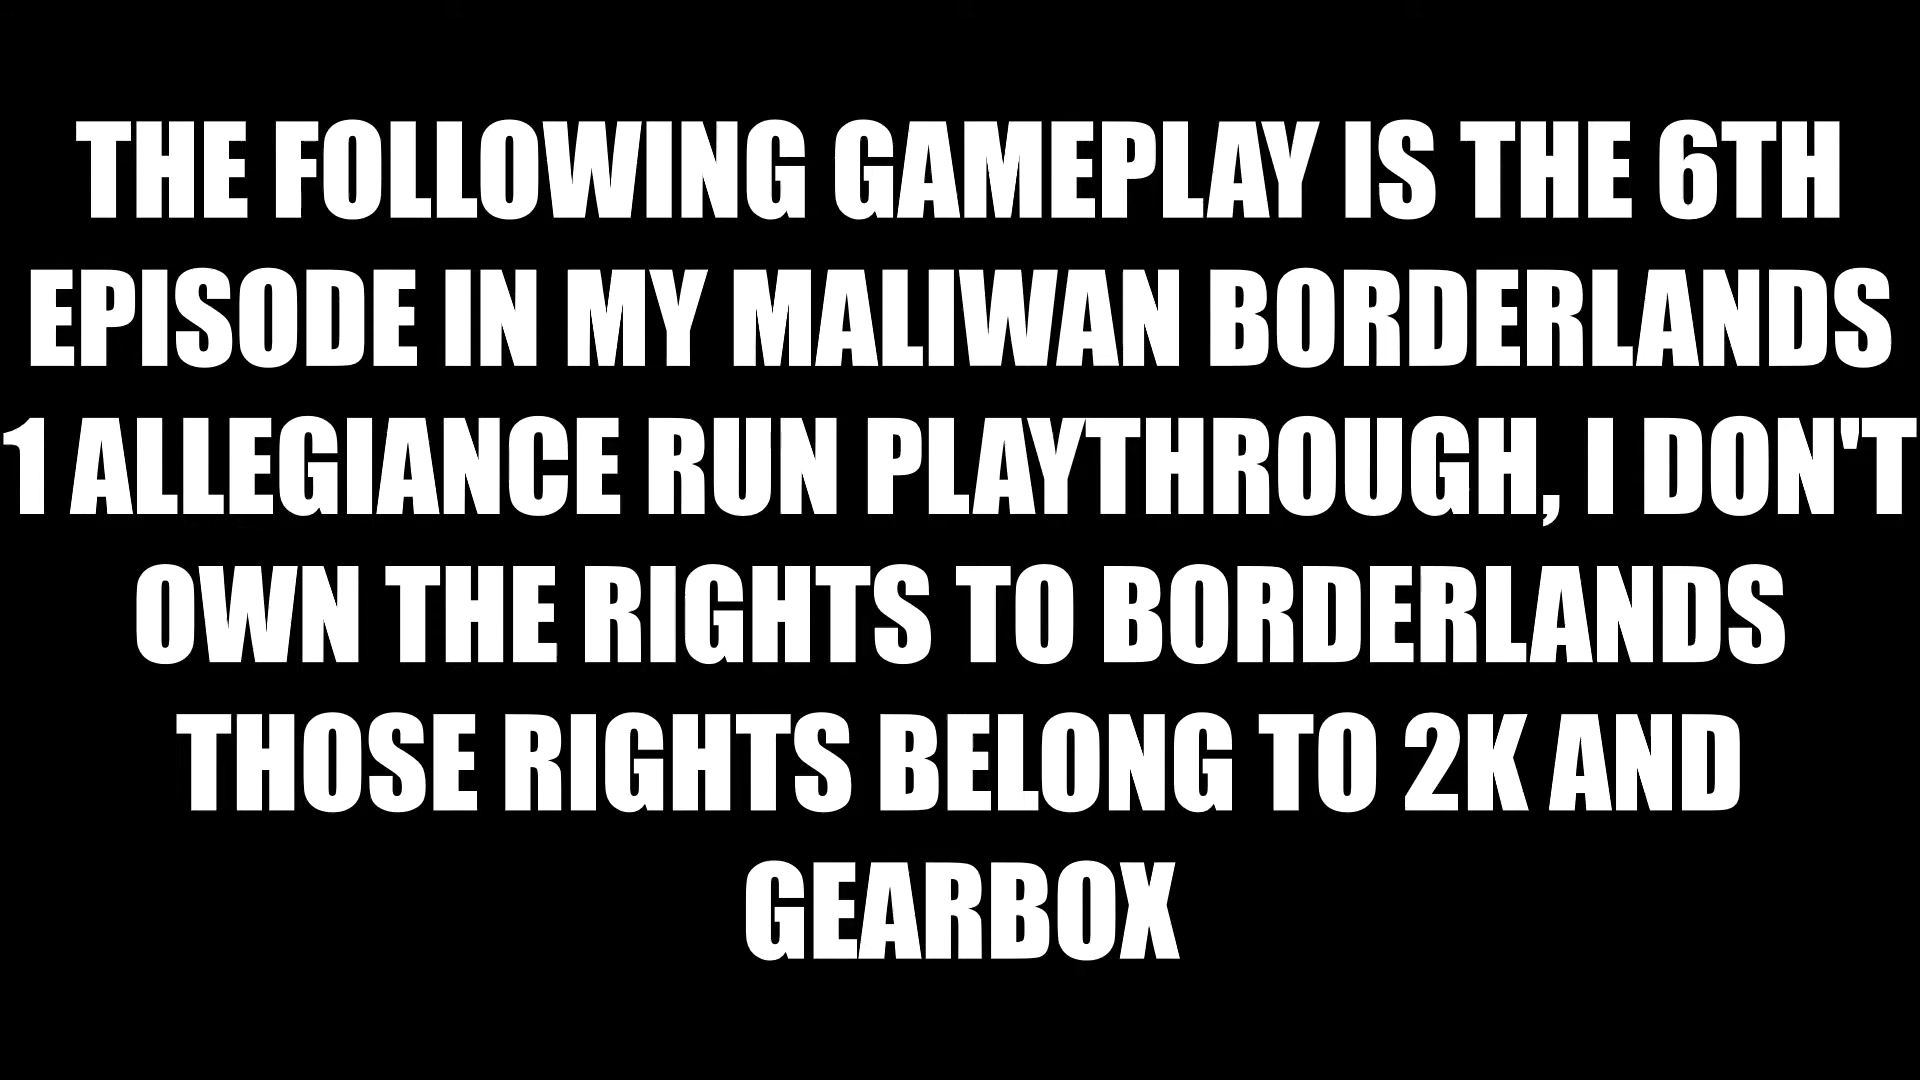 THE FOLLOWING GAMEPLAY IS THE 6TH
EPISODE IN MY MALIWAN BORDERLANDS
1 ALLEGIANCE RUN PLAYTHROUGH, I DON'T
OWN THE RIGHTS TO BORDERLANDS
THOSE RIGHTS BELONG TO 2K AND
GEARBOX